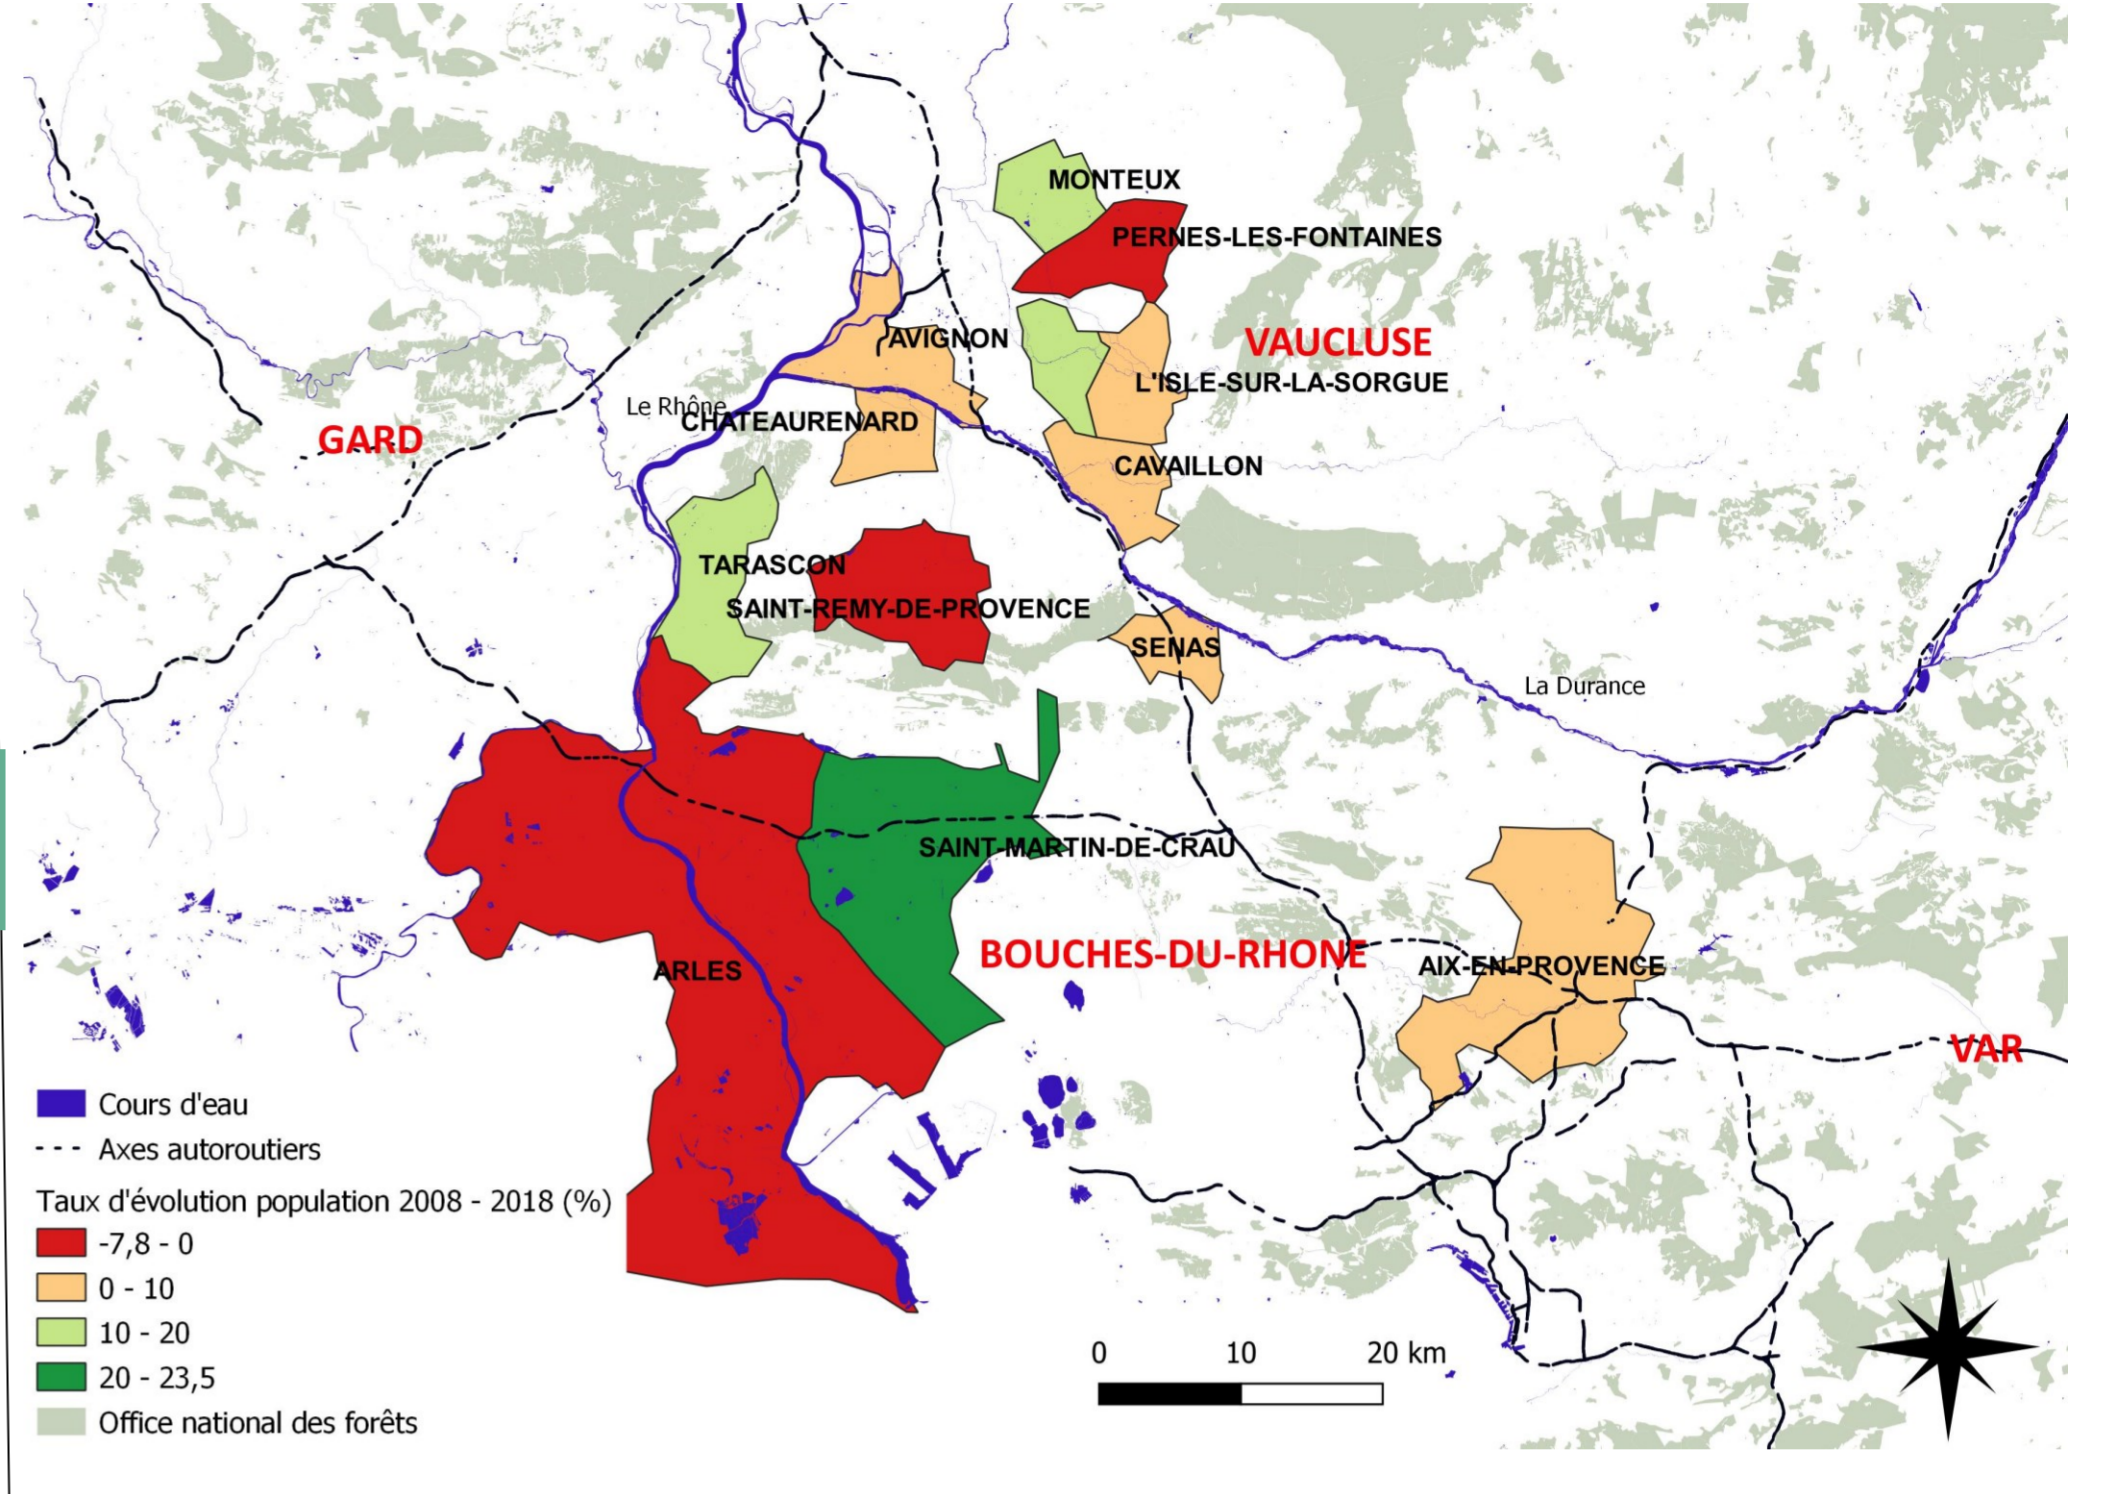 MONTEUX
PERNES-LES-FONTAINES
AVIGNON
VAUCLUSE
L'ISLE-SUR-LA-SORGUE
Le Rhône
CHATEAURENARD
GARD
CAVAILLON
TARASCON
SAINT-REMY-DE-PROVENCE
SENAS
La Durance
SAINT-MARTIN-DE-CRAU
BOUCHES-DU-RHONE
AIX-EN-PROVENCE
ARLES
VAR
Cours d'eau
Axes autoroutiers
Taux d'évolution population 2008 - 2018 (%)
-7,8 - 0
0 - 10
10 - 20
20 - 23,5
Office national des forêts
0 10 20 km